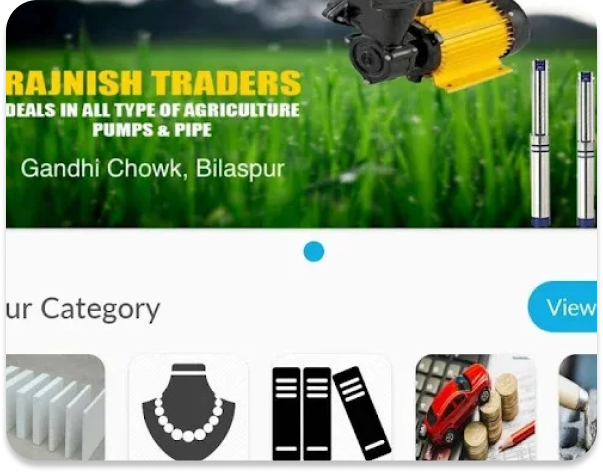 RAJNISH TRADERS
DEALS IN ALL TYPE OF AGRICULTURE
PUMPS & PIPE
Gandhi Chowk, Bilaspur
ur Category
View